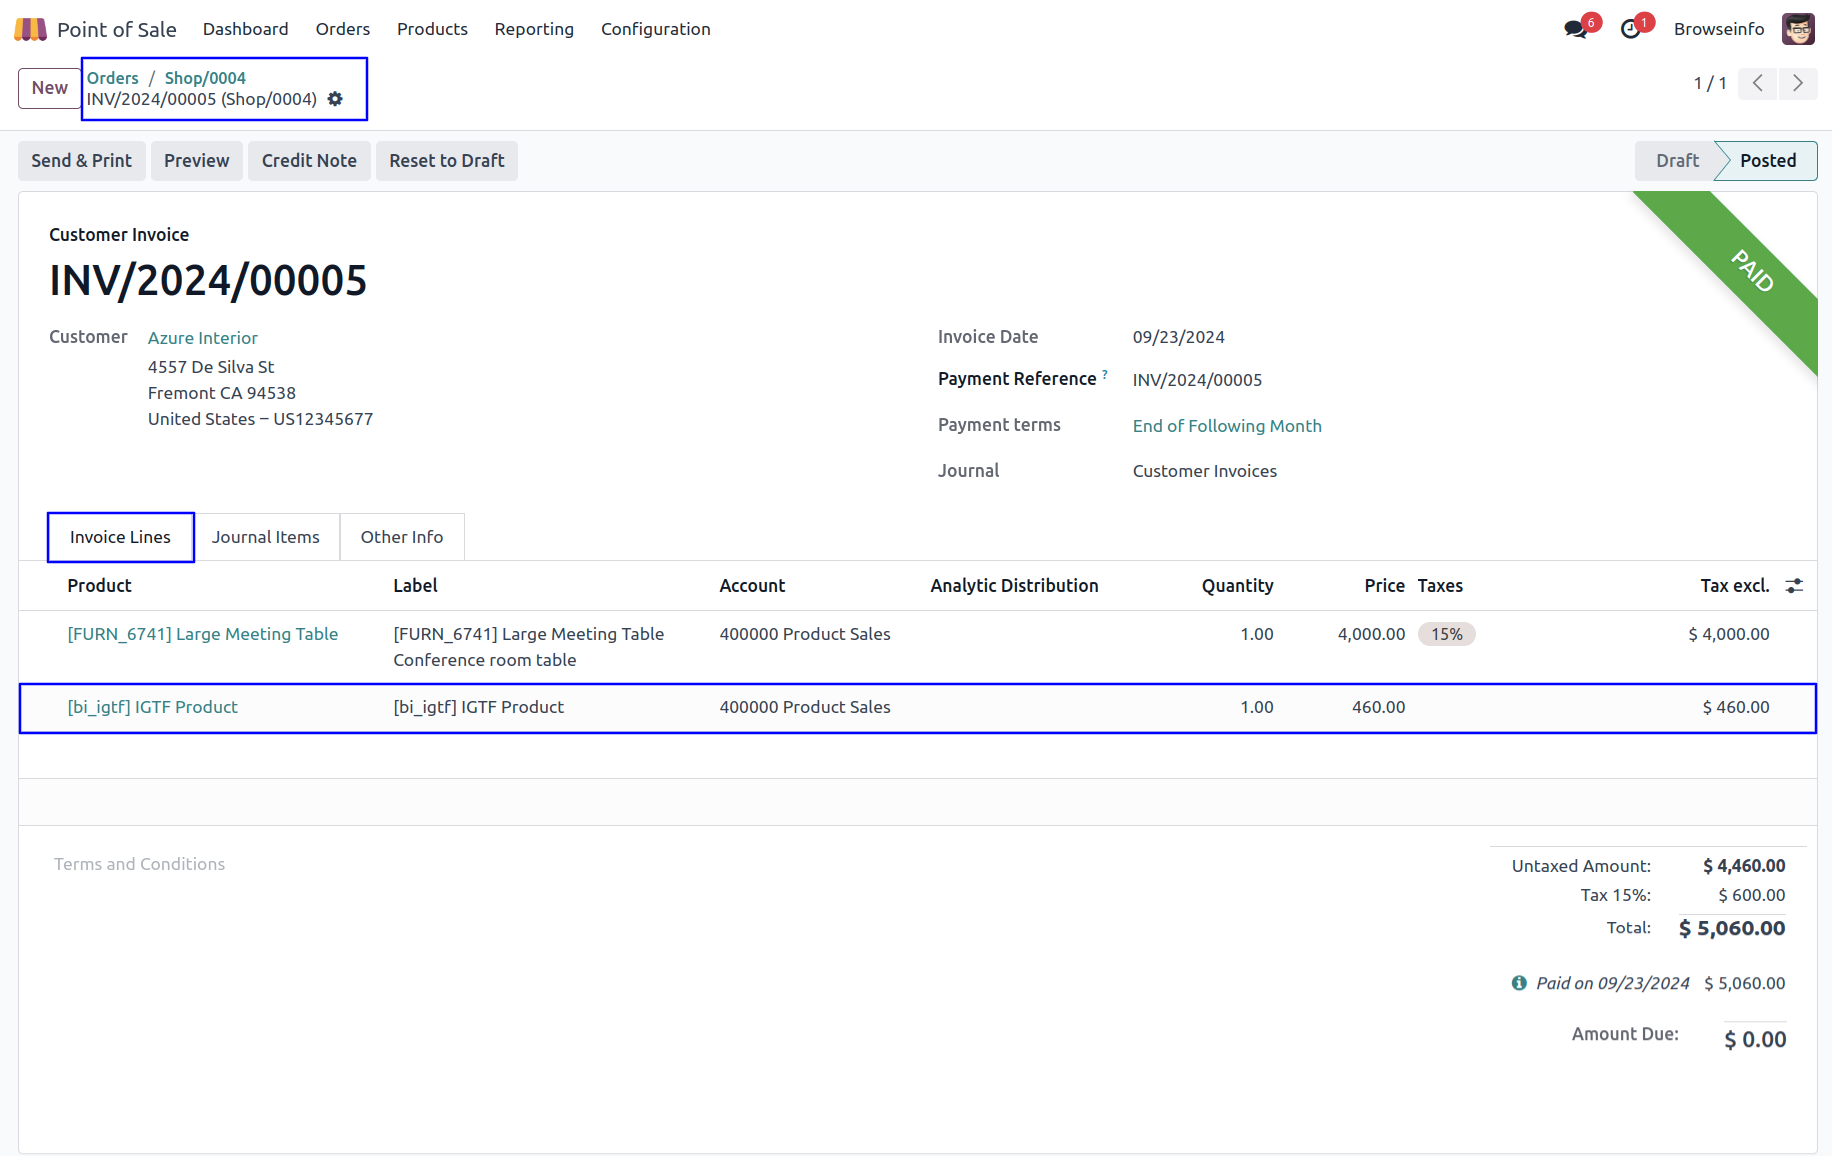 Point of Sale Dashboard Orders Products Reporting Configuration 6 1 Browseinfo
New Orders / Shop/0004 1 / 1
INV/2024/00005 (Shop/0004)
Send & Print Preview Credit Note Reset to Draft Draft Posted
PAID
Customer Invoice
INV/2024/00005
Customer Azure Interior
4557 De Silva St
Fremont CA 94538
United States – US12345677
Invoice Date 09/23/2024
Payment Reference ? INV/2024/00005
Payment terms End of Following Month
Journal Customer Invoices
Invoice Lines Journal Items Other Info
Product Label Account Analytic Distribution Quantity Price Taxes Tax excl.
[FURN_6741] Large Meeting Table [FURN_6741] Large Meeting Table 400000 Product Sales 1.00 4,000.00 15% $ 4,000.00
Conference room table
[bi_igtf] IGTF Product [bi_igtf] IGTF Product 400000 Product Sales 1.00 460.00 $ 460.00
Terms and Conditions
Untaxed Amount: $ 4,460.00
Tax 15%: $ 600.00
Total: $ 5,060.00
Paid on 09/23/2024 $ 5,060.00
Amount Due: $ 0.00